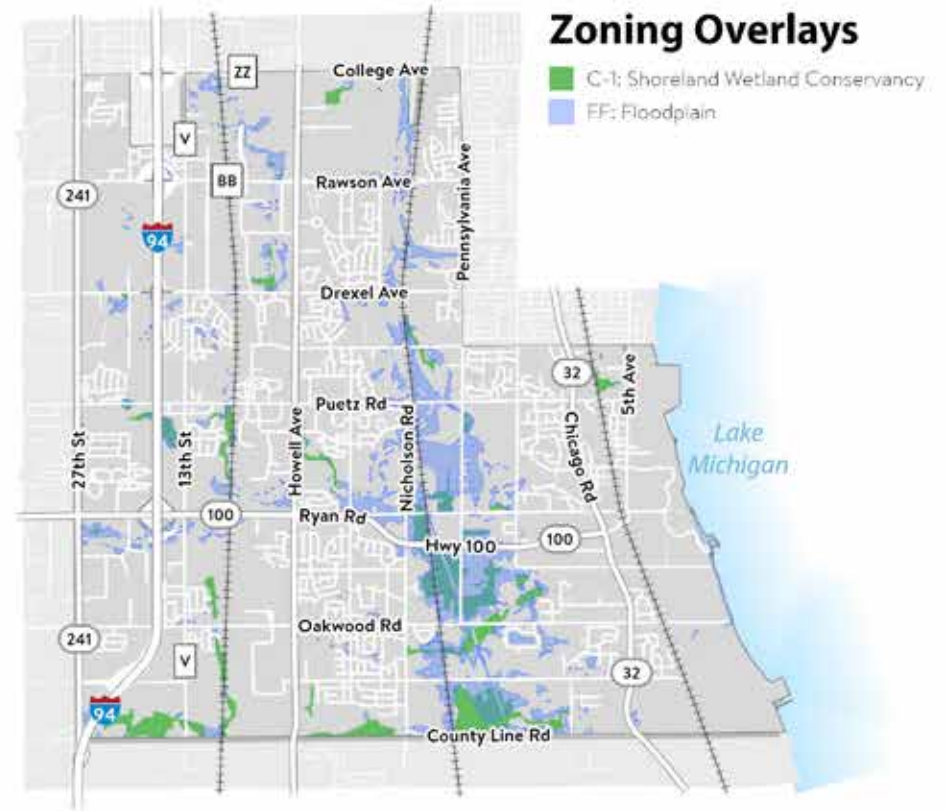 Zoning Overlays
C-1: Shoreland Wetland Conservancy
FF: Floodplain
ZZ
College Ave
V
BB
Rawson Ave
241
94
Pennsylvania Ave
Drexel Ave
32
5th Ave
Puetz Rd
27th St
13th St
Howell Ave
Nicholson Rd
Chicago Rd
Lake
Michigan
100
Ryan Rd
Hwy 100
100
Oakwood Rd
241
V
32
94
County Line Rd